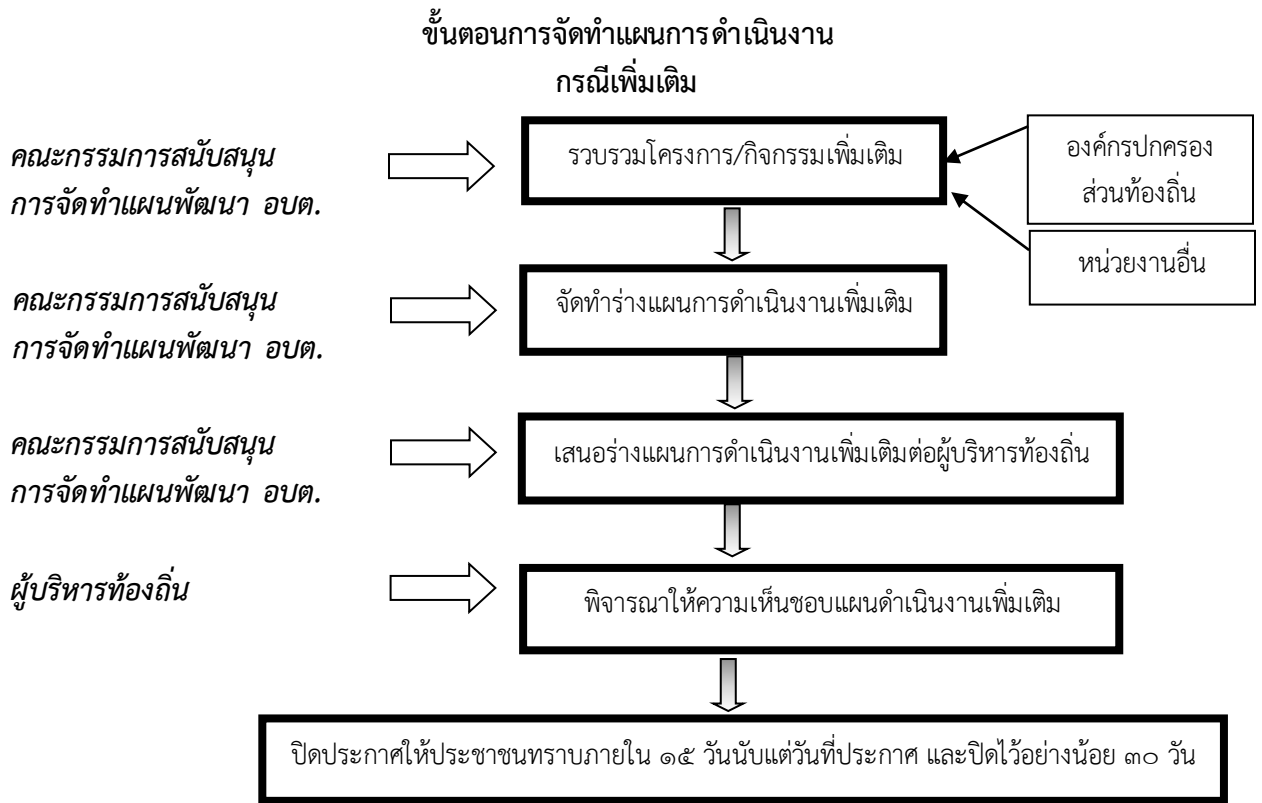 ขั้นตอนการจัดทำแผนการดำเนินงาน
กรณีเพิ่มเติม
คณะกรรมการสนับสนุน
การจัดทำแผนพัฒนา อบต.
รวบรวมโครงการ/กิจกรรมเพิ่มเติม
องค์กรปกครอง
ส่วนท้องถิ่น
หน่วยงานอื่น
คณะกรรมการสนับสนุน
การจัดทำแผนพัฒนา อบต.
จัดทำร่างแผนการดำเนินงานเพิ่มเติม
คณะกรรมการสนับสนุน
การจัดทำแผนพัฒนา อบต.
เสนอร่างแผนการดำเนินงานเพิ่มเติมต่อผู้บริหารท้องถิ่น
ผู้บริหารท้องถิ่น
พิจารณาให้ความเห็นชอบแผนดำเนินงานเพิ่มเติม
ปิดประกาศให้ประชาชนทราบภายใน ๑๕ วันนับแต่วันที่ประกาศ และปิดไว้อย่างน้อย ๓๐ วัน